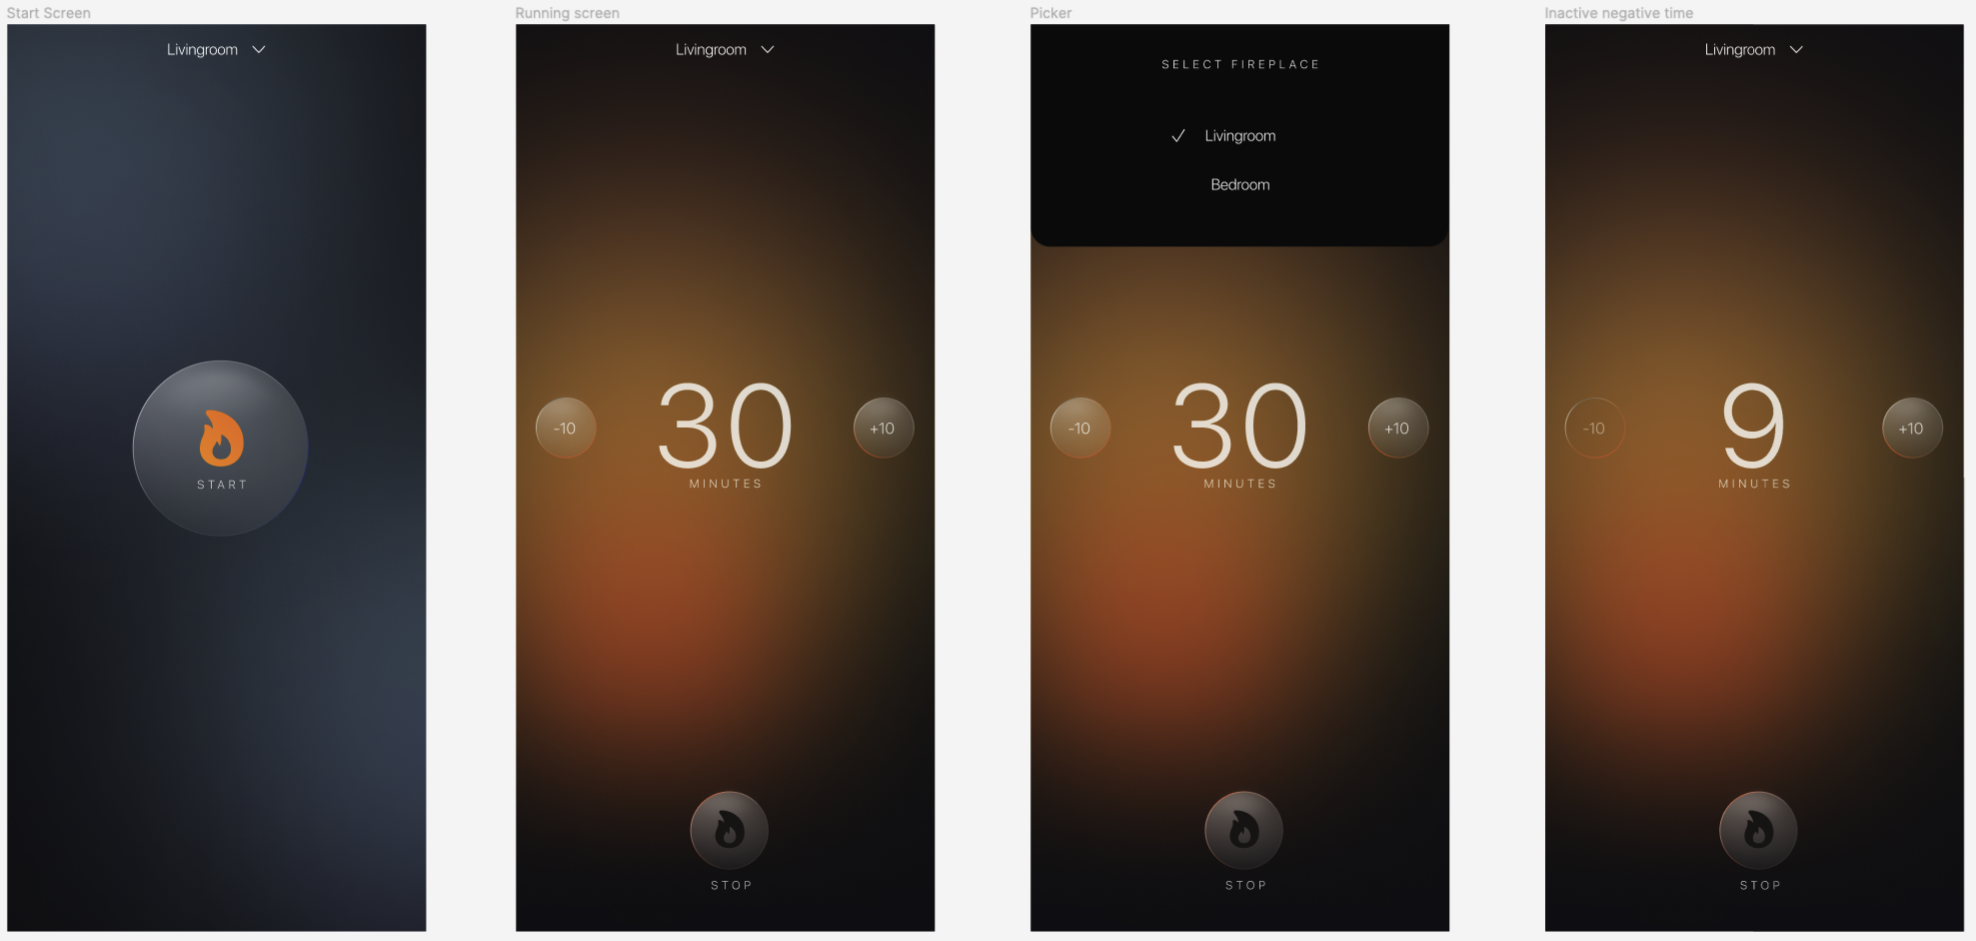 Start Screen
Livingroom
START
Running screen
Livingroom
-10
30
+10
MINUTES
STOP
Picker
SELECT FIREPLACE
Livingroom
Bedroom
-10
30
+10
MINUTES
STOP
Inactive negative time
Livingroom
-10
9
+10
MINUTES
STOP